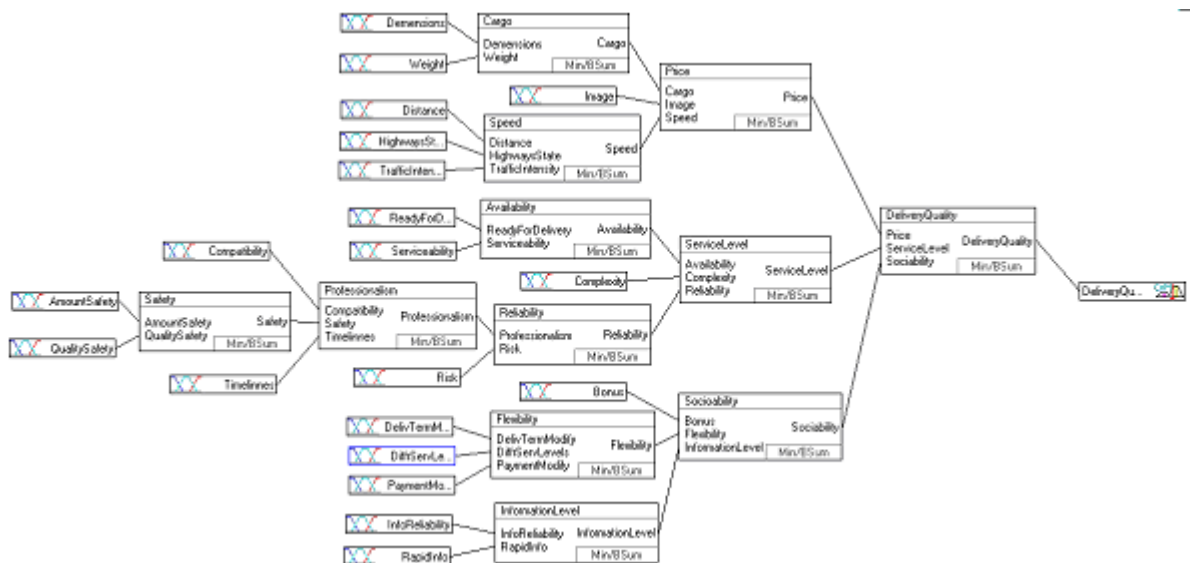 Demensions
Weight
Cargo
Demensions
Weight
Cargo
Min/BSum
Image
Distance
HighwaysSt...
TrafficInten...
Speed
Distance
HighwaysState
TrafficIntensity
Speed
Min/BSum
Price
Cargo
Image
Speed
Price
Min/BSum
ReadyForD...
Serviceability
Availability
ReadyForDelivery
Serviceability
Availability
Min/BSum
Complexity
Compatibility
AmountSafety
QualitySafety
Safety
AmountSafety
QualitySafety
Safety
Min/BSum
Timelinnes
Professionalism
Compatibility
Safety
Timelinnes
Professionalism
Min/BSum
Risk
Reliability
Professionalism
Risk
Reliability
Min/BSum
ServiceLevel
Availability
Complexity
Reliability
ServiceLevel
Min/BSum
Bonus
DelivTermM...
DiffServLe...
PaymentMo...
Flexibility
DelivTermModify
DiffServLevels
PaymentModify
Flexibility
Min/BSum
InfoReliability
RapidInfo
InformationLevel
InfoReliability
RapidInfo
InformationLevel
Min/BSum
Socioability
Bonus
Flexibility
InformationLevel
Sociability
Min/BSum
DeliveryQuality
Price
ServiceLevel
Sociability
DeliveryQuality
Min/BSum
DeliveryQu...